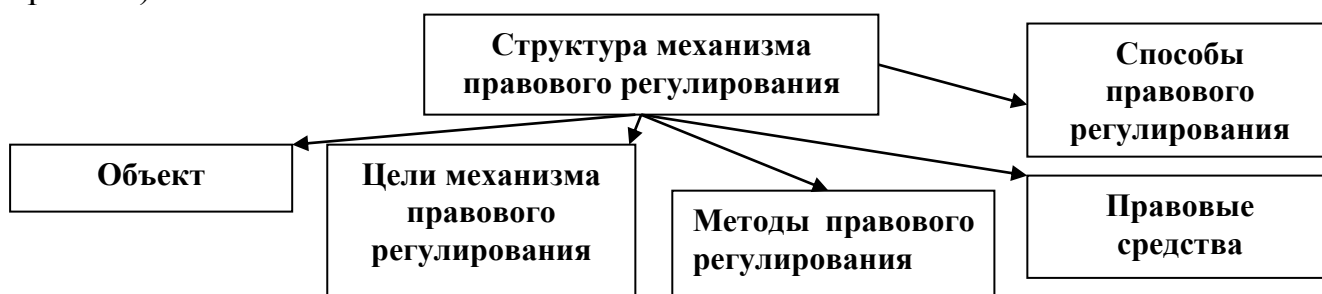 Структура механизма
правового регулирования
Способы
правового
регулирования
Объект
Цели механизма
правового
регулирования
Методы правового
регулирования
Правовые
средства